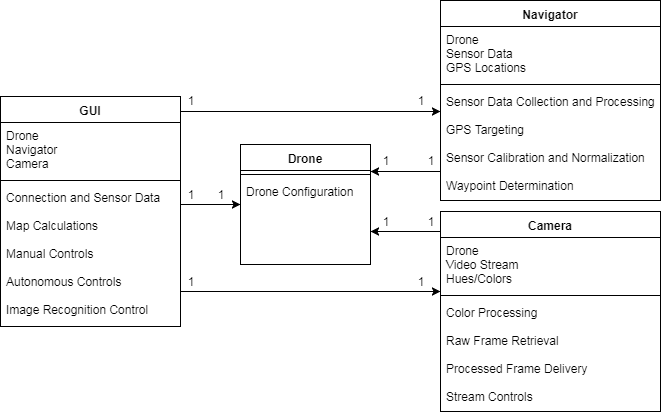 Navigator
Drone
Sensor Data
GPS Locations
Sensor Data Collection and Processing
GPS Targeting
Sensor Calibration and Normalization
Waypoint Determination
GUI
Drone
Navigator
Camera
Connection and Sensor Data
Map Calculations
Manual Controls
Autonomous Controls
Image Recognition Control
1
1
Drone
Drone Configuration
1
1
1
1
1
1
1
1
Camera
Drone
Video Stream
Hues/Colors
Color Processing
Raw Frame Retrieval
Processed Frame Delivery
Stream Controls